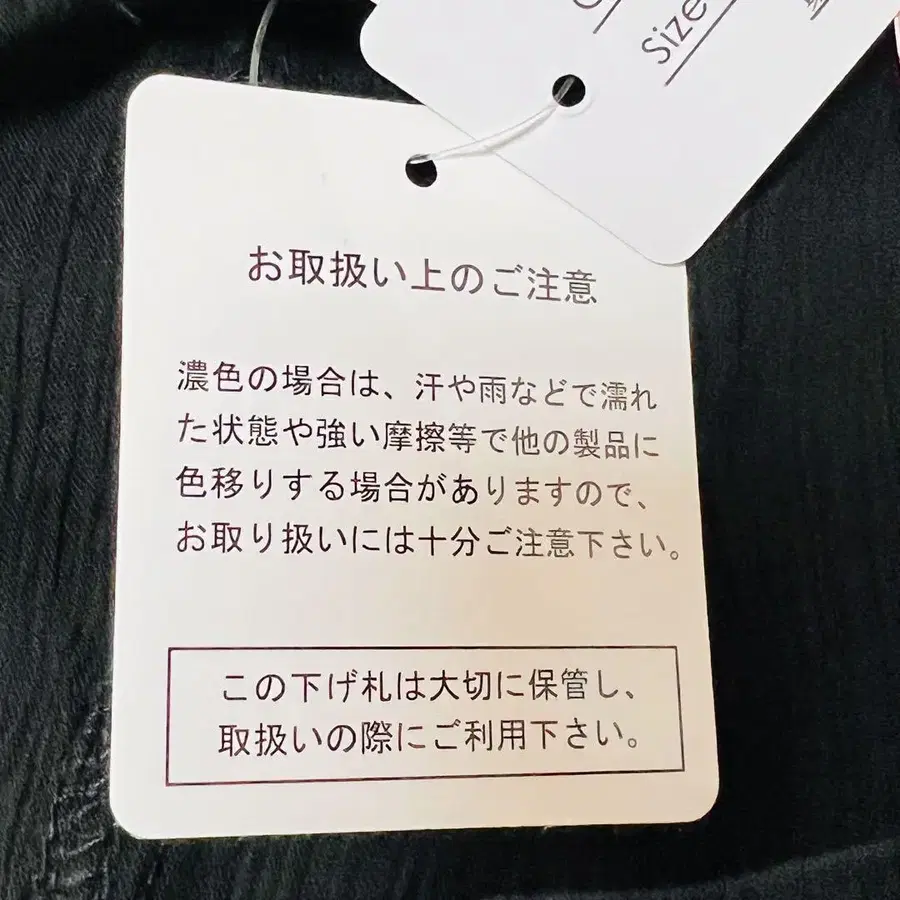 Size
お取扱い上のご注意
濃色の場合は、汗や雨などで濡れ
た状態や強い摩擦等で他の製品に
色移りする場合がありますので、
お取り扱いには十分ご注意下さい。
この下げ札は大切に保管し、
取扱いの際にご利用下さい。